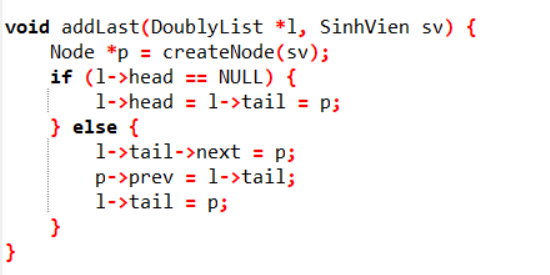 void addLast(DoublyList *l, SinhVien sv) {
    Node *p = createNode(sv);
    if (l->head == NULL) {
        l->head = l->tail = p;
    } else {
        l->tail->next = p;
        p->prev = l->tail;
        l->tail = p;
    }
}